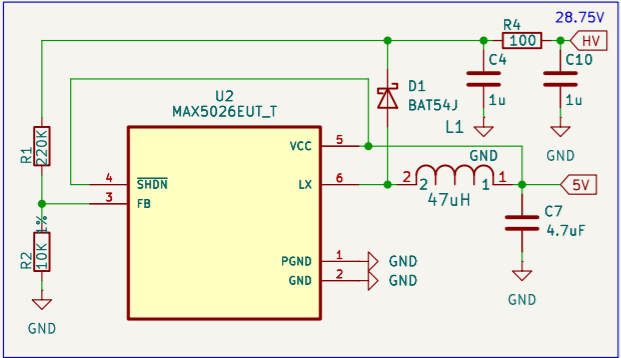 28.75V
R4
100
HV
C4
1u
C10
1u
GND
GND
D1
BAT54J
U2
MAX5026EUT_T
L1
R1
220K
VCC
5
4
SHDN
LX
6
2
2
1
1
47uH
5V
3
FB
1%
R2
10K
C7
4.7uF
PGND
1
GND
GND
2
GND
GND
GND